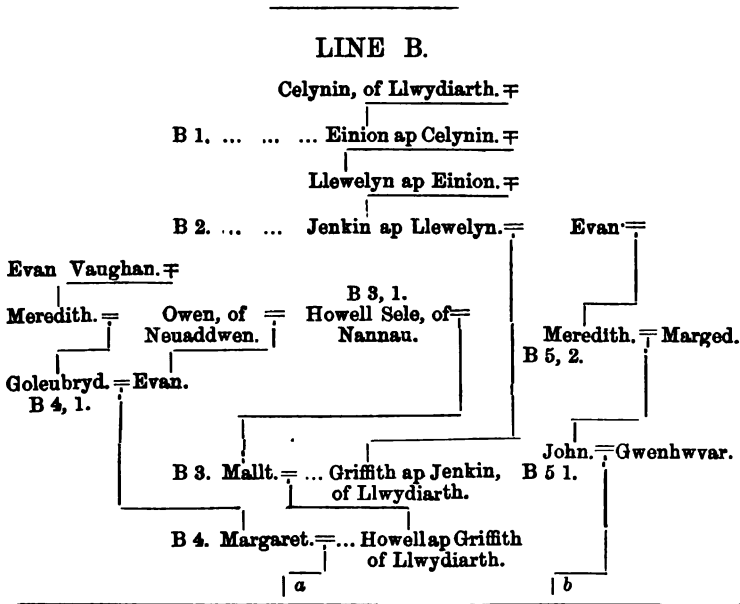 LINE B.
Celynin, of Llwydiarth.
B 1. ... ... ... Einion ap Celynin.
Llewelyn ap Einion.
B 2. ... ... Jenkin ap Llewelyn. Evan
Evan Vaughan.
B 3, 1.
Meredith. Owen, of Howell Sele, of
Neuaddwen. Nannau. Meredith. Marged.
B 5, 2.
Goleubryd. Evan.
B 4, 1.
John. Gwenhwvar.
B 3. Mallt. ... Griffith ap Jenkin, B 5 1.
of Llwydiarth.
B 4. Margaret. ... Howell ap Griffith
of Llwydiarth.
a b